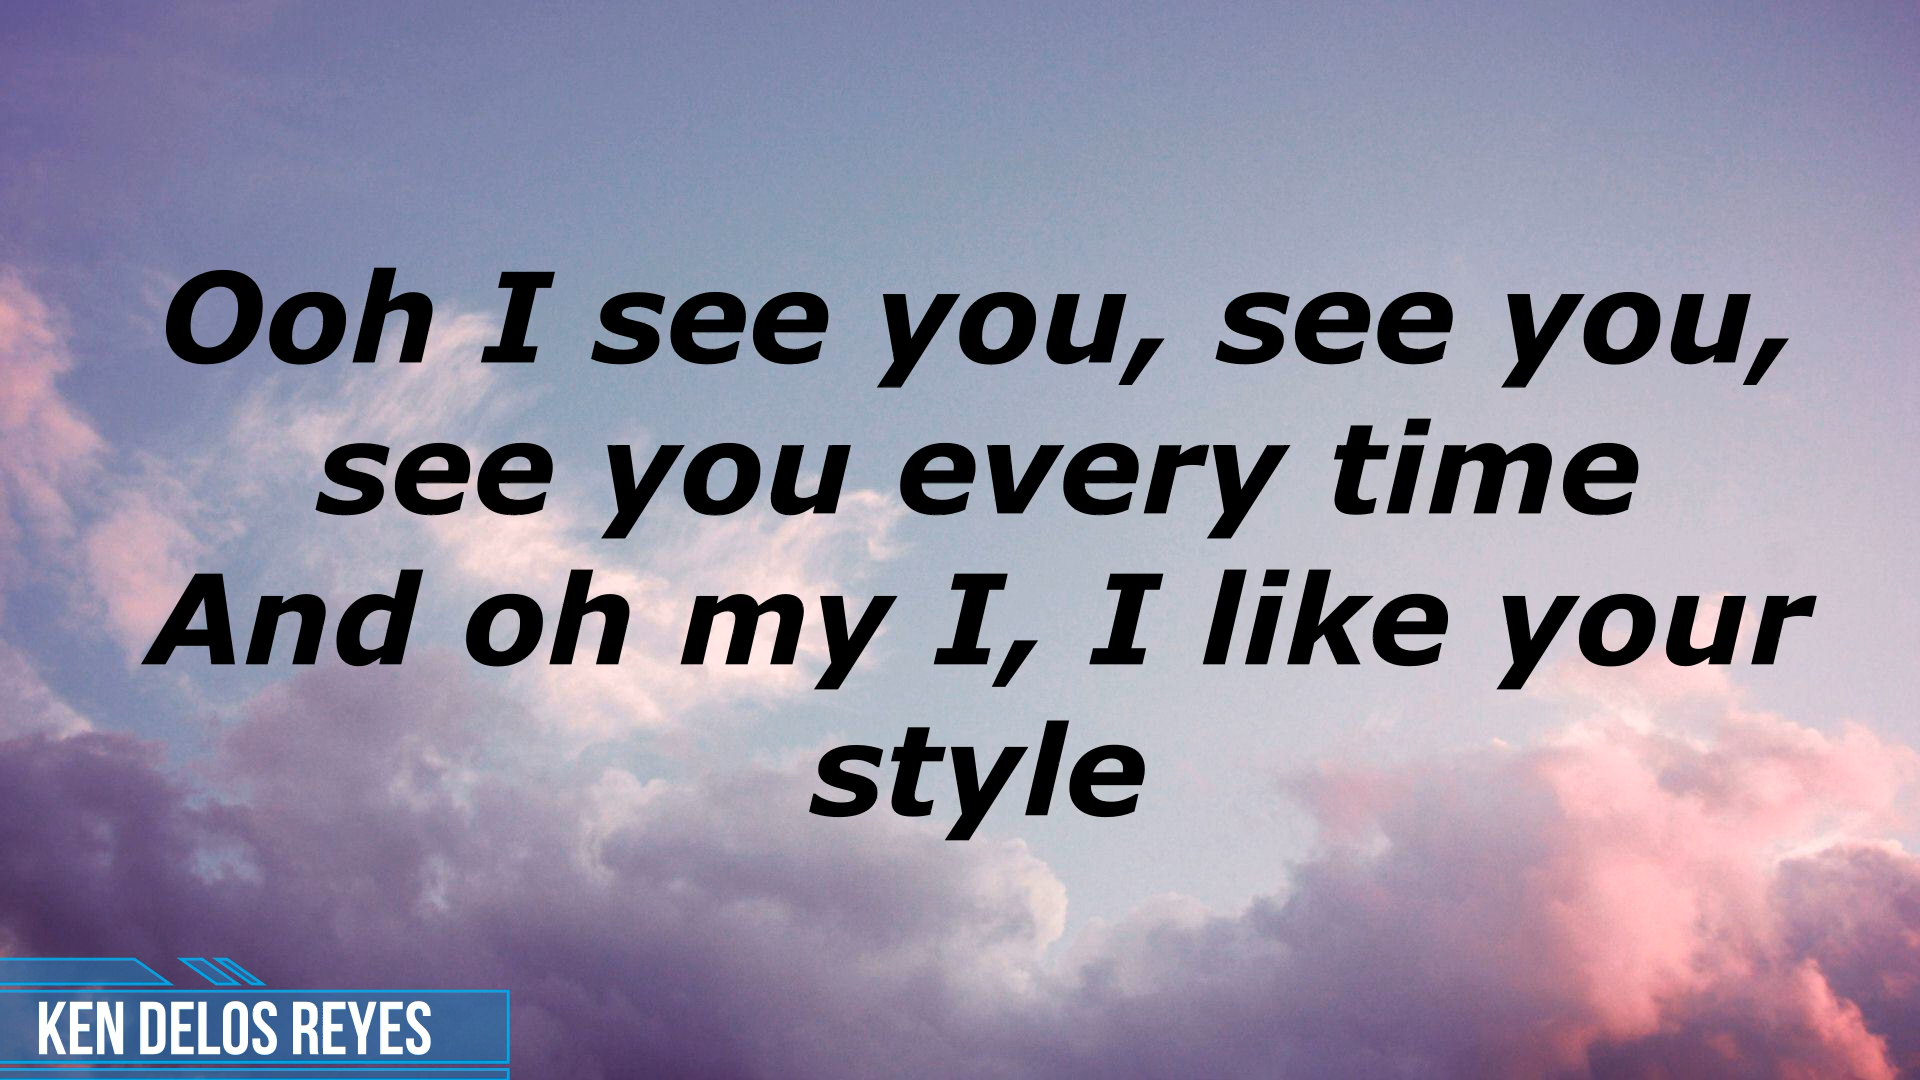 Ooh I see you, see you,
see you every time
And oh my I, I like your
style
KEN DELOS REYES